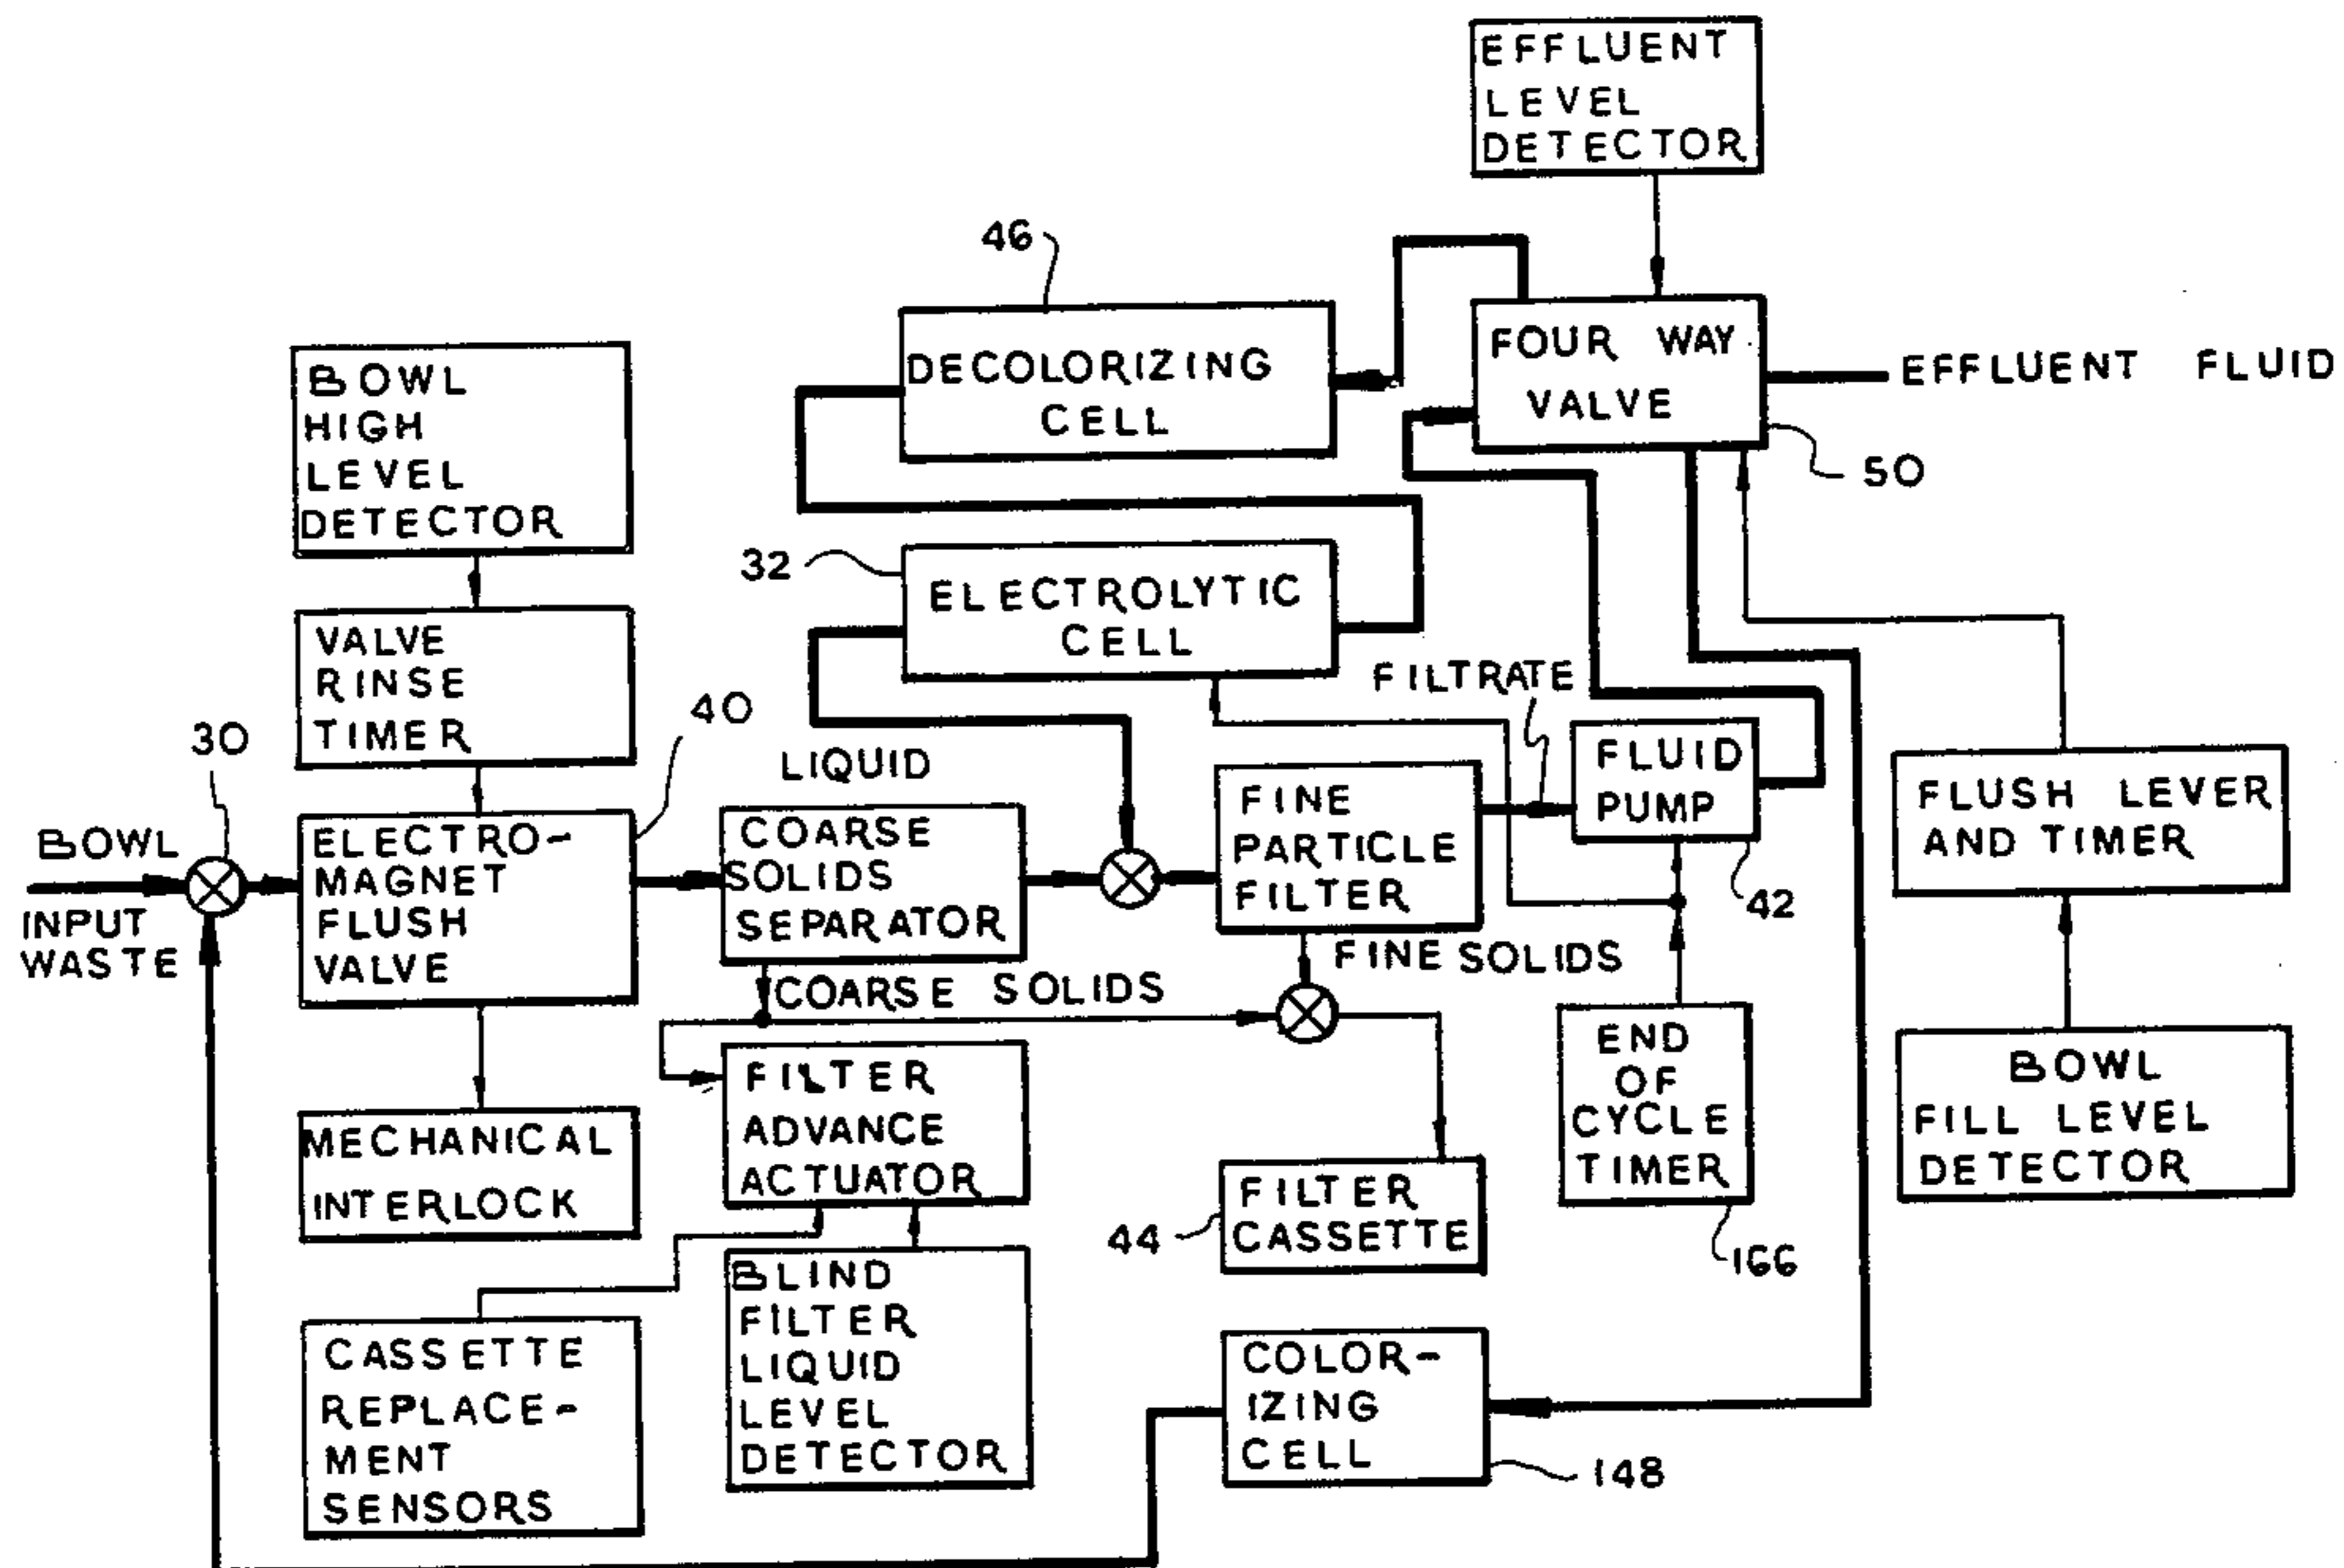 EFFLUENT
LEVEL
DETECTOR
46
FOUR WAY
VALVE
EFFLUENT FLUID
50
DECOLORIZING
CELL
BOWL
HIGH
LEVEL
DETECTOR
32
ELECTROLYTIC
CELL
VALVE
RINSE
TIMER
40
30
FILTRATE
LIQUID
FLUID
PUMP
42
FLUSH LEVER
AND TIMER
BOWL
INPUT
WASTE
ELECTRO-
MAGNET
FLUSH
VALVE
COARSE
SOLIDS
SEPARATOR
FINE
PARTICLE
FILTER
FINE SOLIDS
COARSE SOLIDS
END
OF
CYCLE
TIMER
166
BOWL
FILL LEVEL
DETECTOR
MECHANICAL
INTERLOCK
FILTER
ADVANCE
ACTUATOR
44
FILTER
CASSETTE
CASSETTE
REPLACE-
MENT
SENSORS
BLIND
FILTER
LIQUID
LEVEL
DETECTOR
COLOR-
IZING
CELL
148